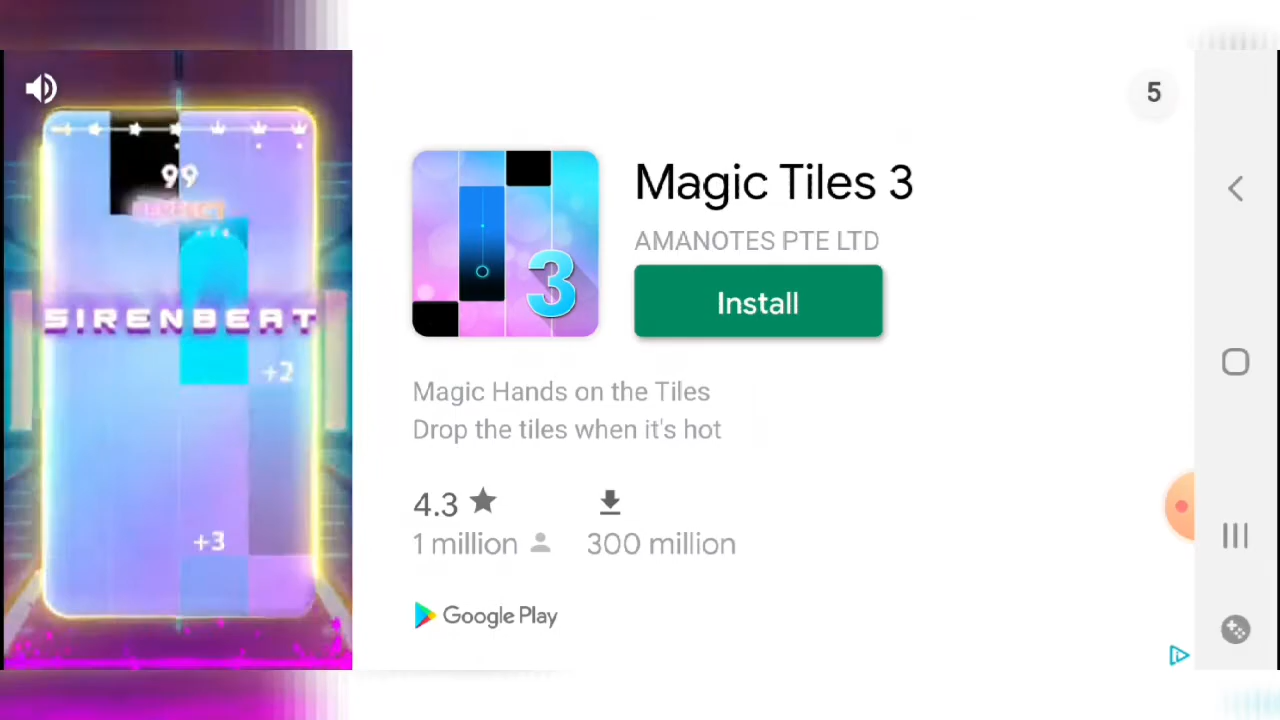 99
PERFECT
SIRENBEAT
+2
+3
5
3
Magic Tiles 3
AMANOTES PTE LTD
Install
Magic Hands on the Tiles
Drop the tiles when it's hot
4.3
1 million
300 million
Google Play